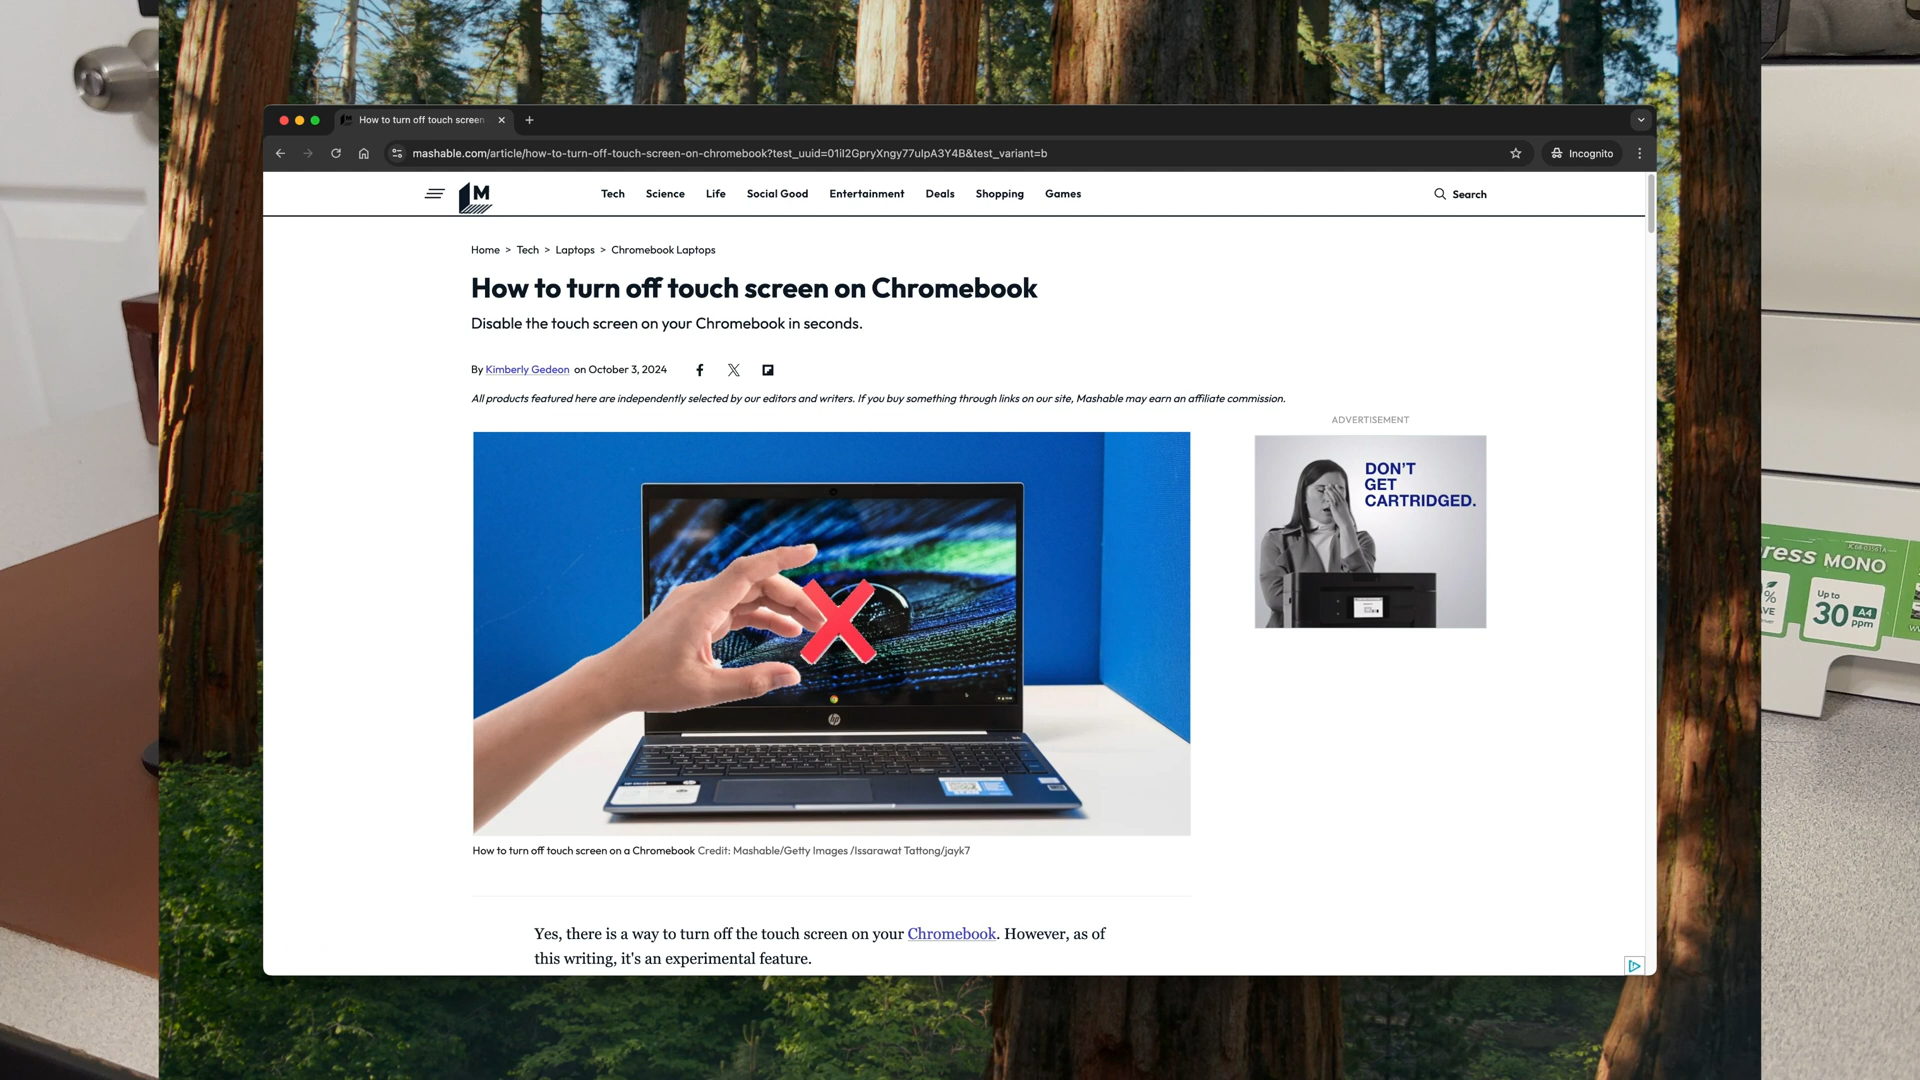 How to turn off touch screen
mashable.com/article/how-to-turn-off-touch-screen-on-chromebook?test_uuid=01iI2GpryXngy77uIpA3Y4B&test_variant=b
Incognito
M
Tech Science Life Social Good Entertainment Deals Shopping Games
Search
Home > Tech > Laptops > Chromebook Laptops
How to turn off touch screen on Chromebook
Disable the touch screen on your Chromebook in seconds.
By Kimberly Gedeon on October 3, 2024
All products featured here are independently selected by our editors and writers. If you buy something through links on our site, Mashable may earn an affiliate commission.
ADVERTISEMENT
DON'T
GET
CARTRIDGED.
hp
How to turn off touch screen on a Chromebook Credit: Mashable/Getty Images /Issarawat Tattong/jayk7
Yes, there is a way to turn off the touch screen on your Chromebook. However, as of
this writing, it's an experimental feature.
ress MONO
Up to
30 A4
ppm